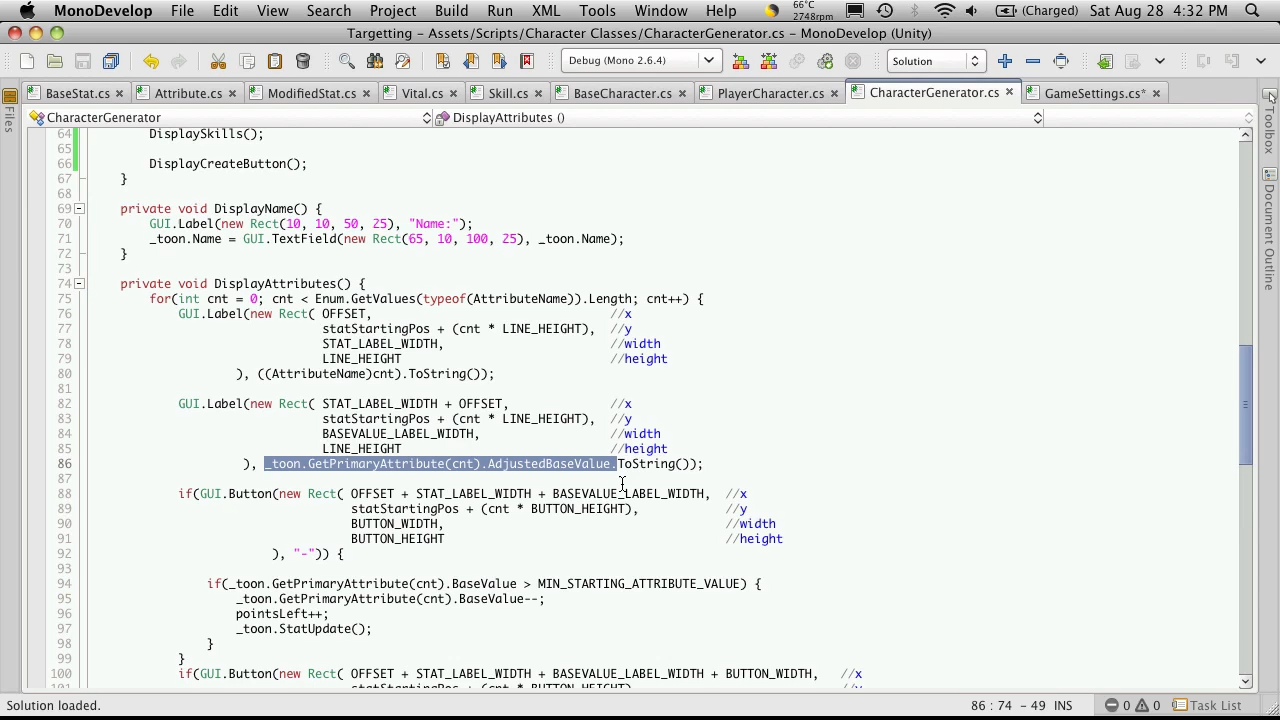 MonoDevelop File Edit View Search Project Build Run XML Tools Window Help 66°C 2748rpm (Charged) Sat Aug 28 4:32 PM
Targetting - Assets/Scripts/Character Classes/CharacterGenerator.cs - MonoDevelop (Unity)
Debug (Mono 2.6.4) Solution
BaseStat.cs Attribute.cs ModifiedStat.cs Vital.cs Skill.cs BaseCharacter.cs PlayerCharacter.cs CharacterGenerator.cs GameSettings.cs*
CharacterGenerator DisplayAttributes ()
Files
Toolbox
Document Outline
64 DisplaySkills();
65
66 DisplayCreateButton();
67 }
68
69 private void DisplayName() {
70 GUI.Label(new Rect(10, 10, 50, 25), "Name:");
71 _toon.Name = GUI.TextField(new Rect(65, 10, 100, 25), _toon.Name);
72 }
73
74 private void DisplayAttributes() {
75 for(int cnt = 0; cnt < Enum.GetValues(typeof(AttributeName)).Length; cnt++) {
76 GUI.Label(new Rect( OFFSET, //x
77 statStartingPos + (cnt * LINE_HEIGHT), //y
78 STAT_LABEL_WIDTH, //width
79 LINE_HEIGHT //height
80 ), ((AttributeName)cnt).ToString());
81
82 GUI.Label(new Rect( STAT_LABEL_WIDTH + OFFSET, //x
83 statStartingPos + (cnt * LINE_HEIGHT), //y
84 BASEVALUE_LABEL_WIDTH, //width
85 LINE_HEIGHT //height
86 ), _toon.GetPrimaryAttribute(cnt).AdjustedBaseValue.ToString());
87
88 if(GUI.Button(new Rect( OFFSET + STAT_LABEL_WIDTH + BASEVALUE_LABEL_WIDTH, //x
89 statStartingPos + (cnt * BUTTON_HEIGHT), //y
90 BUTTON_WIDTH, //width
91 BUTTON_HEIGHT //height
92 ), "-")) {
93
94 if(_toon.GetPrimaryAttribute(cnt).BaseValue > MIN_STARTING_ATTRIBUTE_VALUE) {
95 _toon.GetPrimaryAttribute(cnt).BaseValue--;
96 pointsLeft++;
97 _toon.StatUpdate();
98 }
99 }
100 if(GUI.Button(new Rect( OFFSET + STAT_LABEL_WIDTH + BASEVALUE_LABEL_WIDTH + BUTTON_WIDTH, //x
101 statStartingPos + (cnt * BUTTON_HEIGHT), //y
Solution loaded. 86 : 74 - 49 INS 0 0 Task List